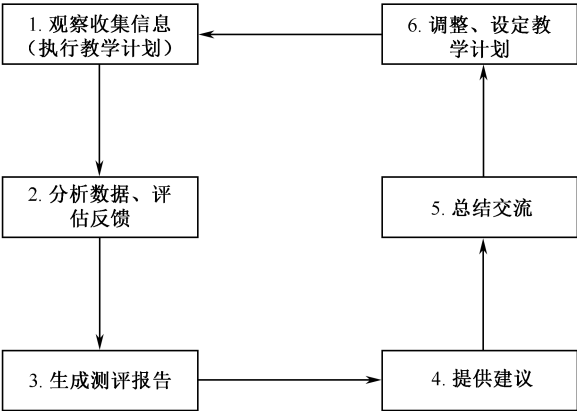 1. 观察收集信息
（执行教学计划）
2. 分析数据、评
估反馈
3. 生成测评报告
4. 提供建议
5. 总结交流
6. 调整、设定教
学计划